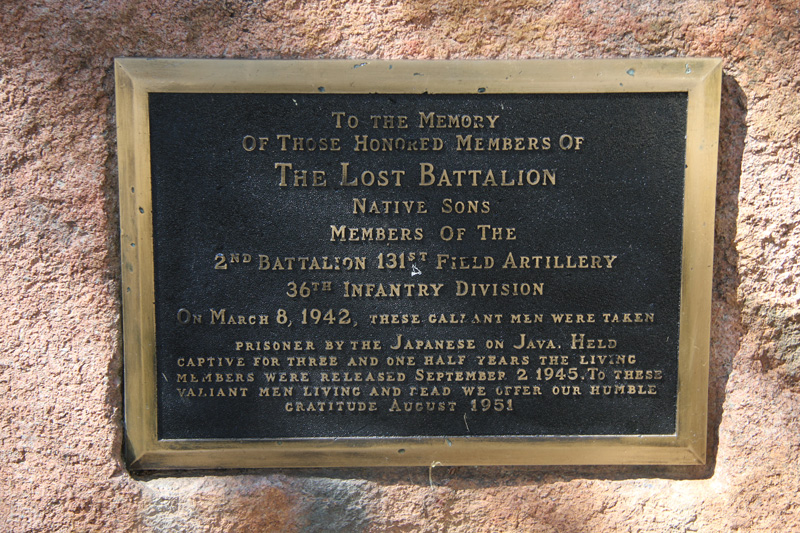 To the Memory
Of Those Honored Members Of
The Lost Battalion
Native Sons
Members Of The
2nd Battalion 131st Field Artillery
36th Infantry Division
On March 8, 1942, these gallant men were taken
prisoner by the Japanese on Java. Held
captive for three and one half years the living
members were released September 2 1945. To these
valiant men living and dead we offer our humble
gratitude August 1951